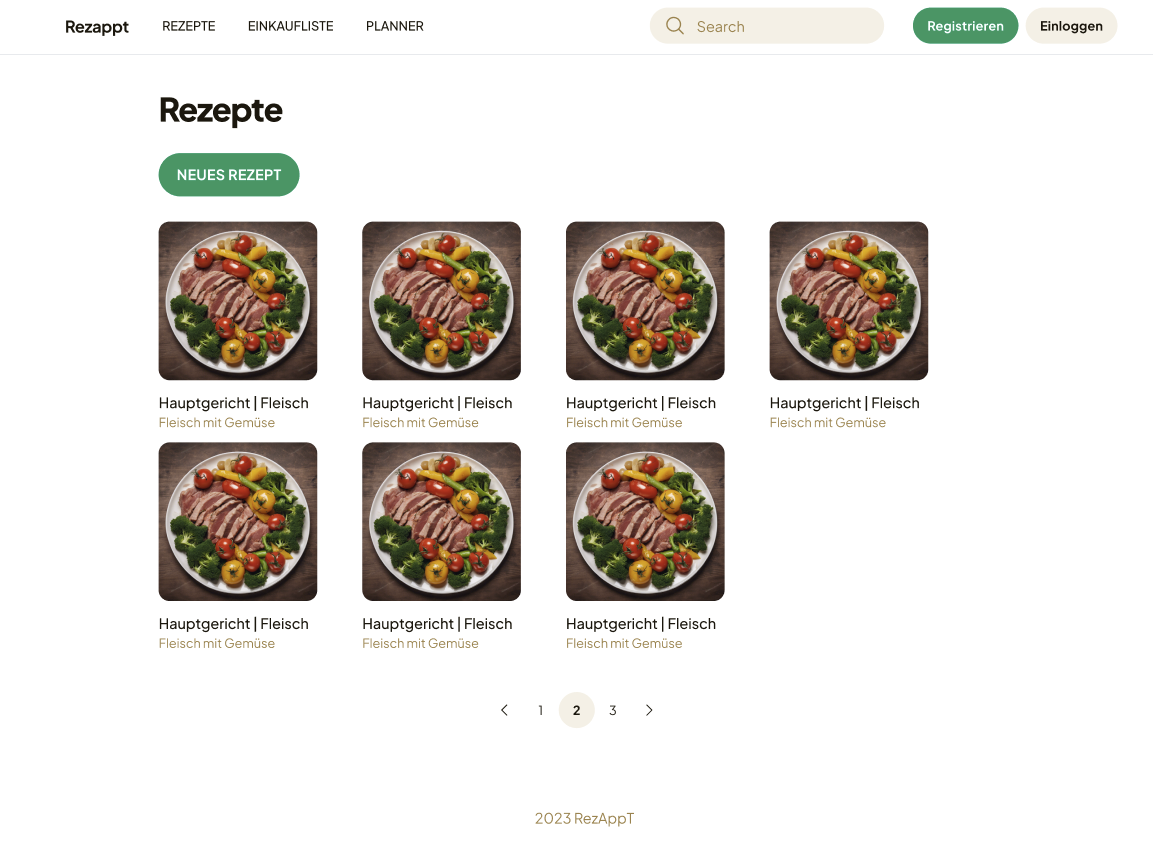 Rezappt REZEPTE EINKAUFLISTE PLANNER Search Registrieren Einloggen
Rezepte
NEUES REZEPT
Hauptgericht | Fleisch Hauptgericht | Fleisch Hauptgericht | Fleisch Hauptgericht | Fleisch
Fleisch mit Gemüse Fleisch mit Gemüse Fleisch mit Gemüse Fleisch mit Gemüse
Hauptgericht | Fleisch Hauptgericht | Fleisch Hauptgericht | Fleisch
Fleisch mit Gemüse Fleisch mit Gemüse Fleisch mit Gemüse
1 2 3
2023 RezAppT